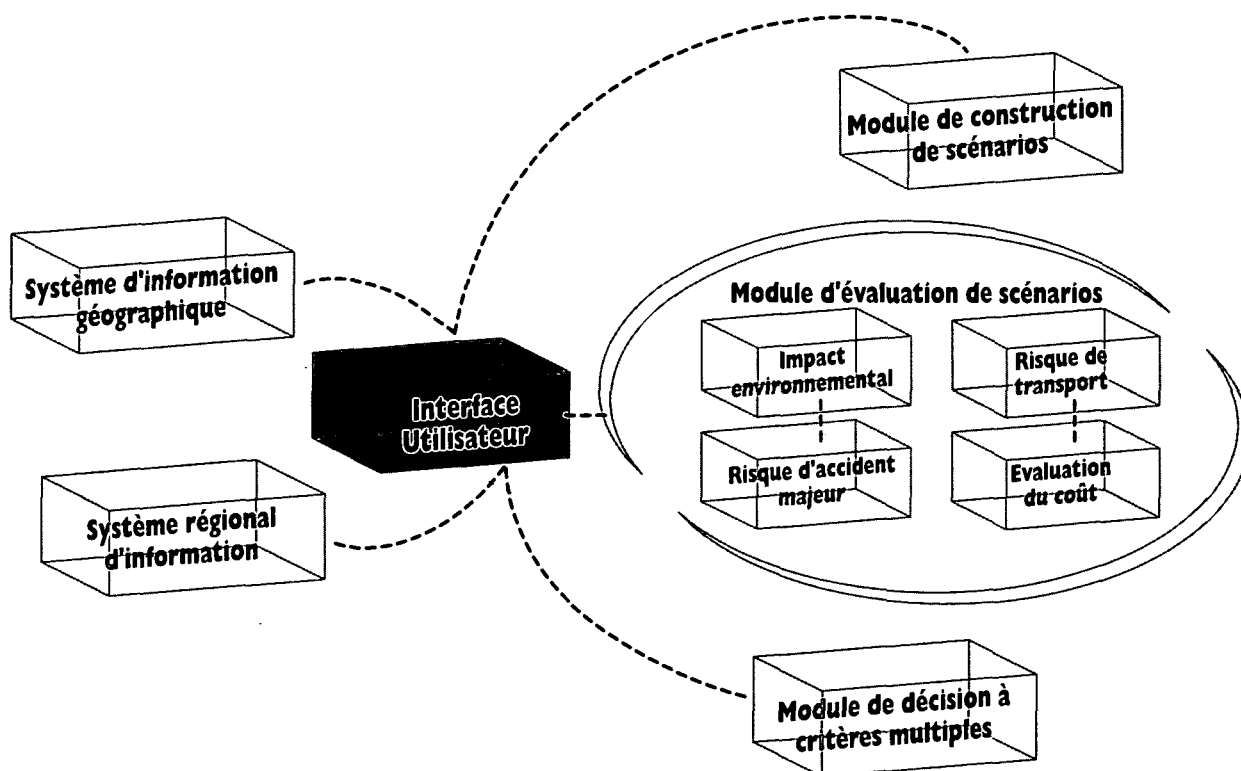 Module de construction
de scénarios
Système d'information
géographique
Module d'évaluation de scénarios
Impact
environnemental
Risque de
transport
Interface
Utilisateur
Risque d'accident
majeur
Evaluation
du coût
Système régional
d'information
Module de décision à
critères multiples